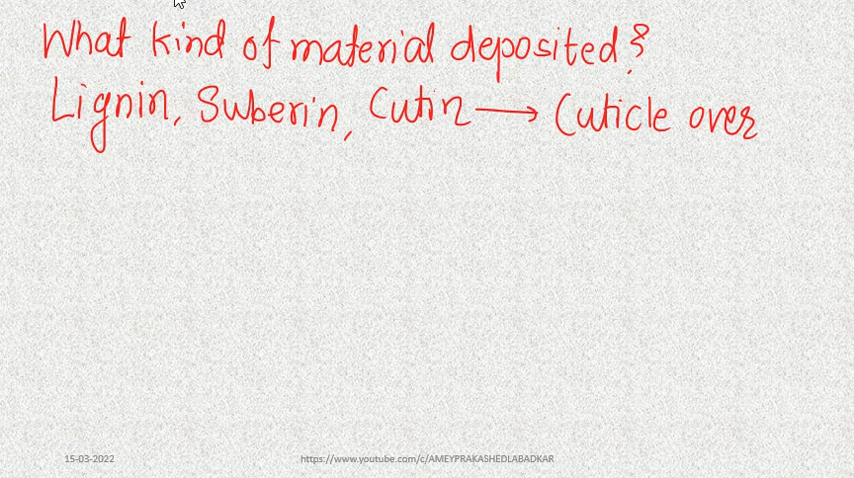 What kind of material deposited?
Lignin, Suberin, Cutin → Cuticle over
15-03-2022
https://www.youtube.com/c/AMEYPRAKASHEDLABADKAR